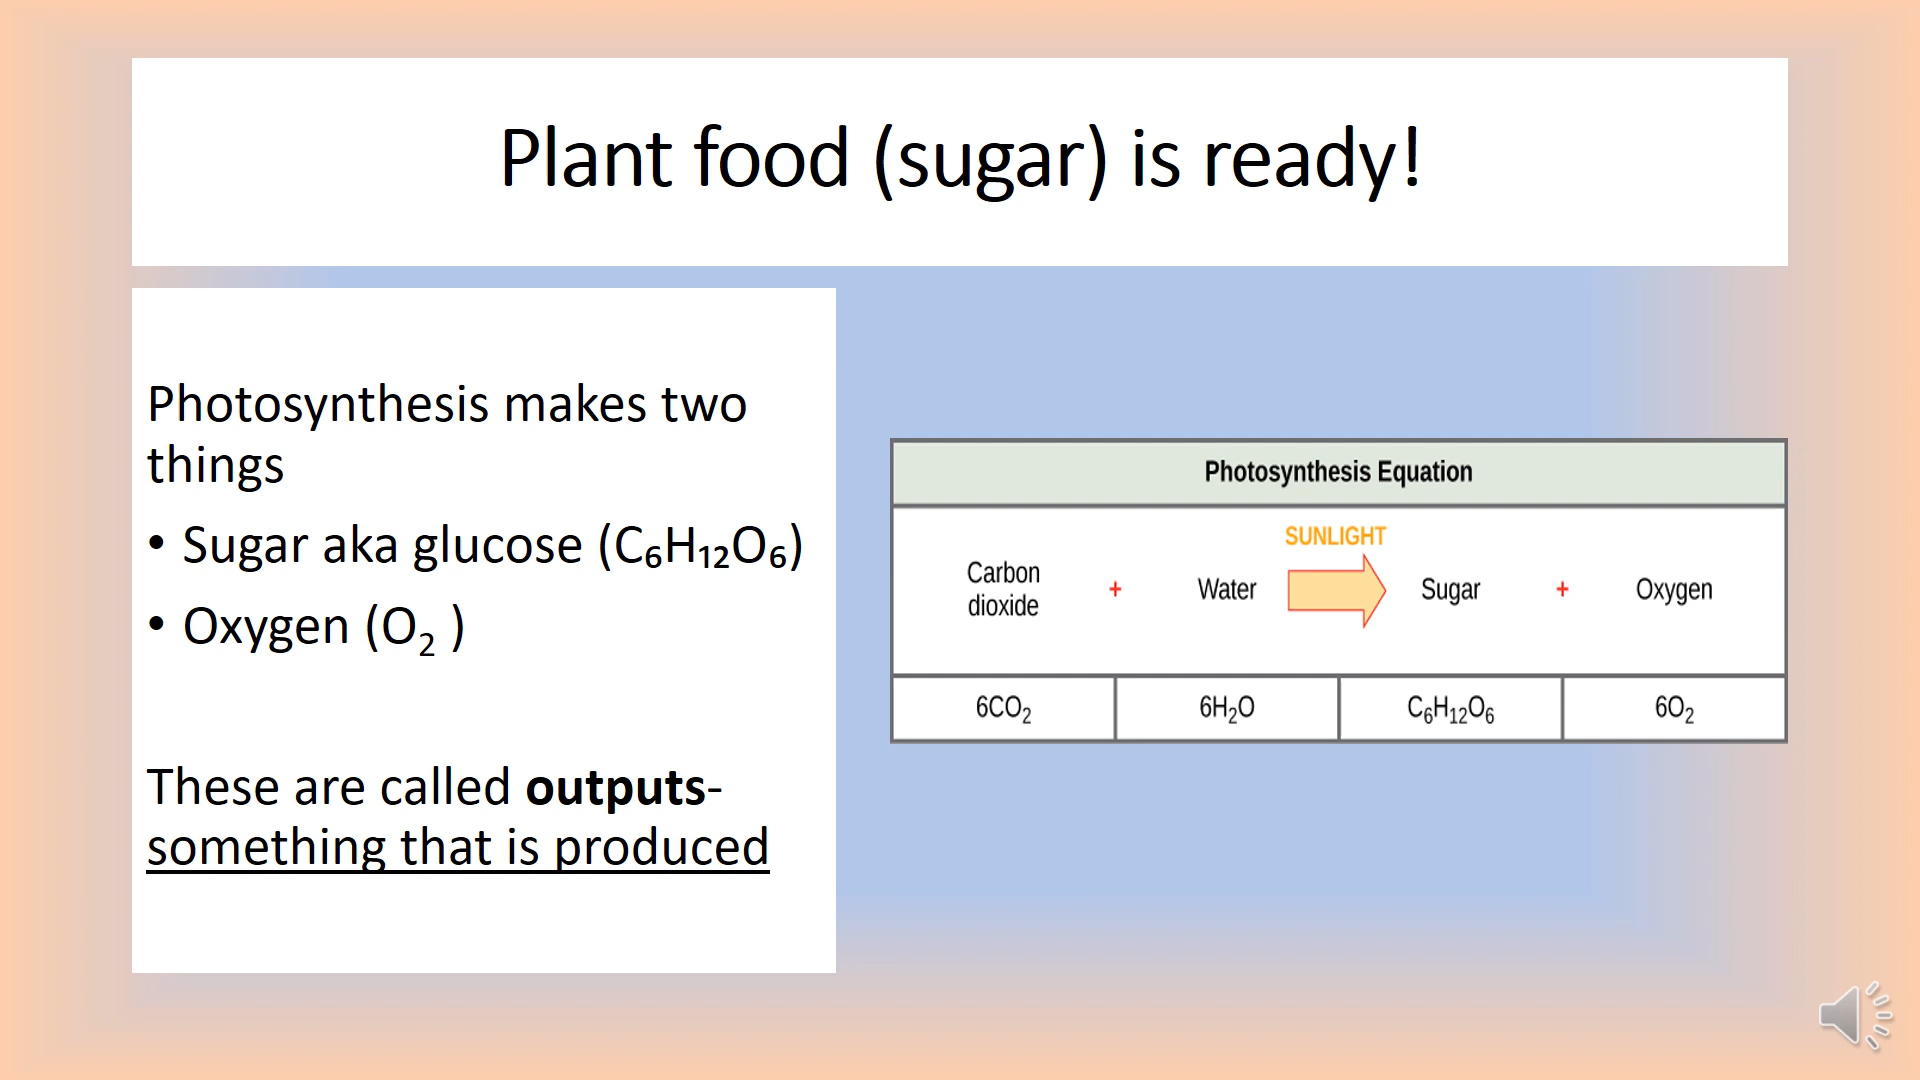 Plant food (sugar) is ready!
Photosynthesis makes two
things
• Sugar aka glucose (C₆H₁₂O₆)
• Oxygen (O₂ )
These are called outputs-
something that is produced
Photosynthesis Equation
SUNLIGHT
Carbon
dioxide + Water Sugar + Oxygen
6CO₂ 6H₂O C₆H₁₂O₆ 6O₂